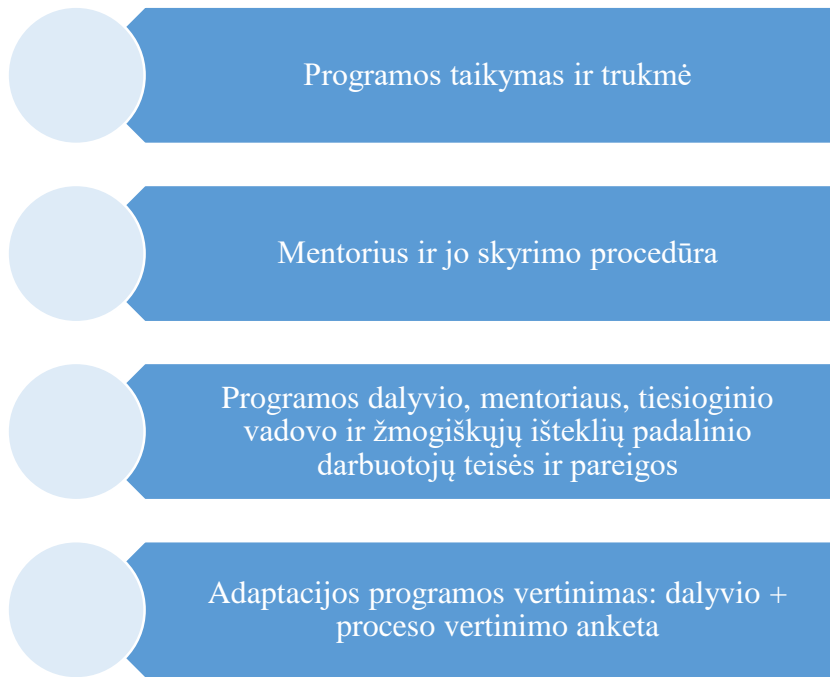 Programos taikymas ir trukmė
Mentorius ir jo skyrimo procedūra
Programos dalyvio, mentoriaus, tiesioginio
vadovo ir žmogiškųjų išteklių padalinio
darbuotojų teisės ir pareigos
Adaptacijos programos vertinimas: dalyvio +
proceso vertinimo anketa